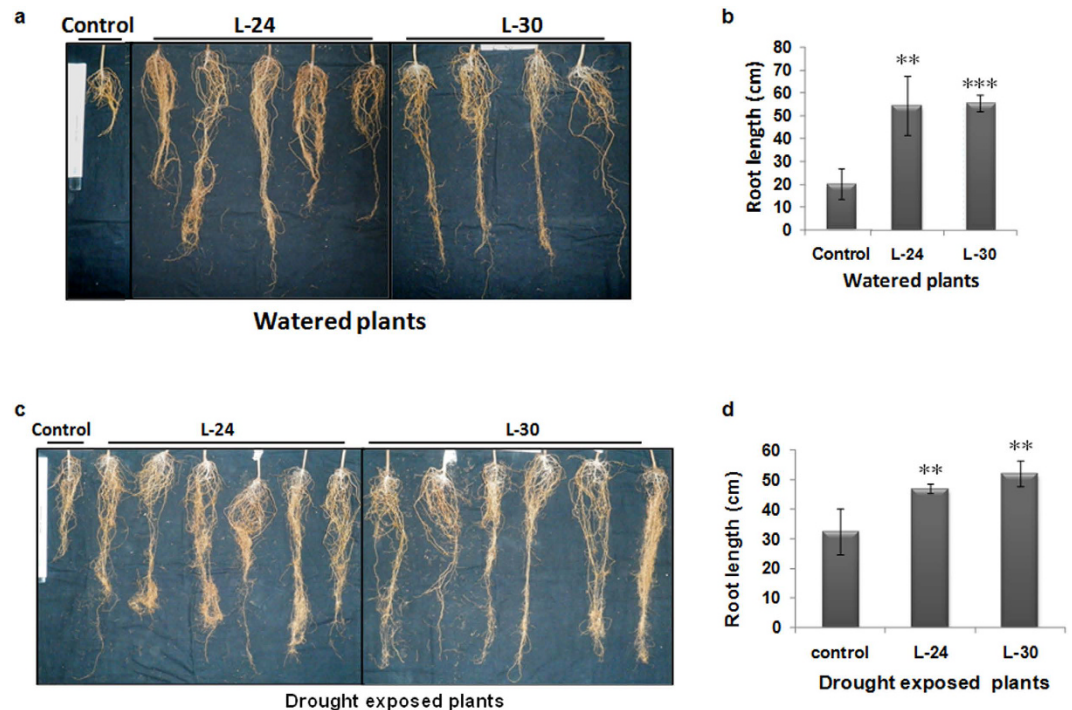 a
Control L-24 L-30
Watered plants
b
Root length (cm)
80
70
60
50
40
30
20
10
0
** ***
Control L-24 L-30
Watered plants
c
Control L-24 L-30
Drought exposed plants
d
Root length (cm)
60
50
40
30
20
10
0
** **
control L-24 L-30
Drought exposed plants